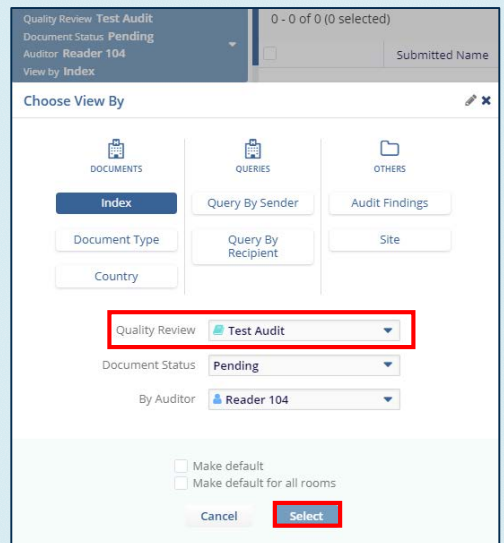 Quality Review Test Audit
Document Status Pending
Auditor Reader 104
View by Index
0 - 0 of 0 (0 selected)
Submitted Name
Choose View By
DOCUMENTS
QUERIES
OTHERS
Index
Query By Sender
Audit Findings
Document Type
Query By
Recipient
Site
Country
Quality Review
Test Audit
Document Status
Pending
By Auditor
Reader 104
Make default
Make default for all rooms
Cancel
Select